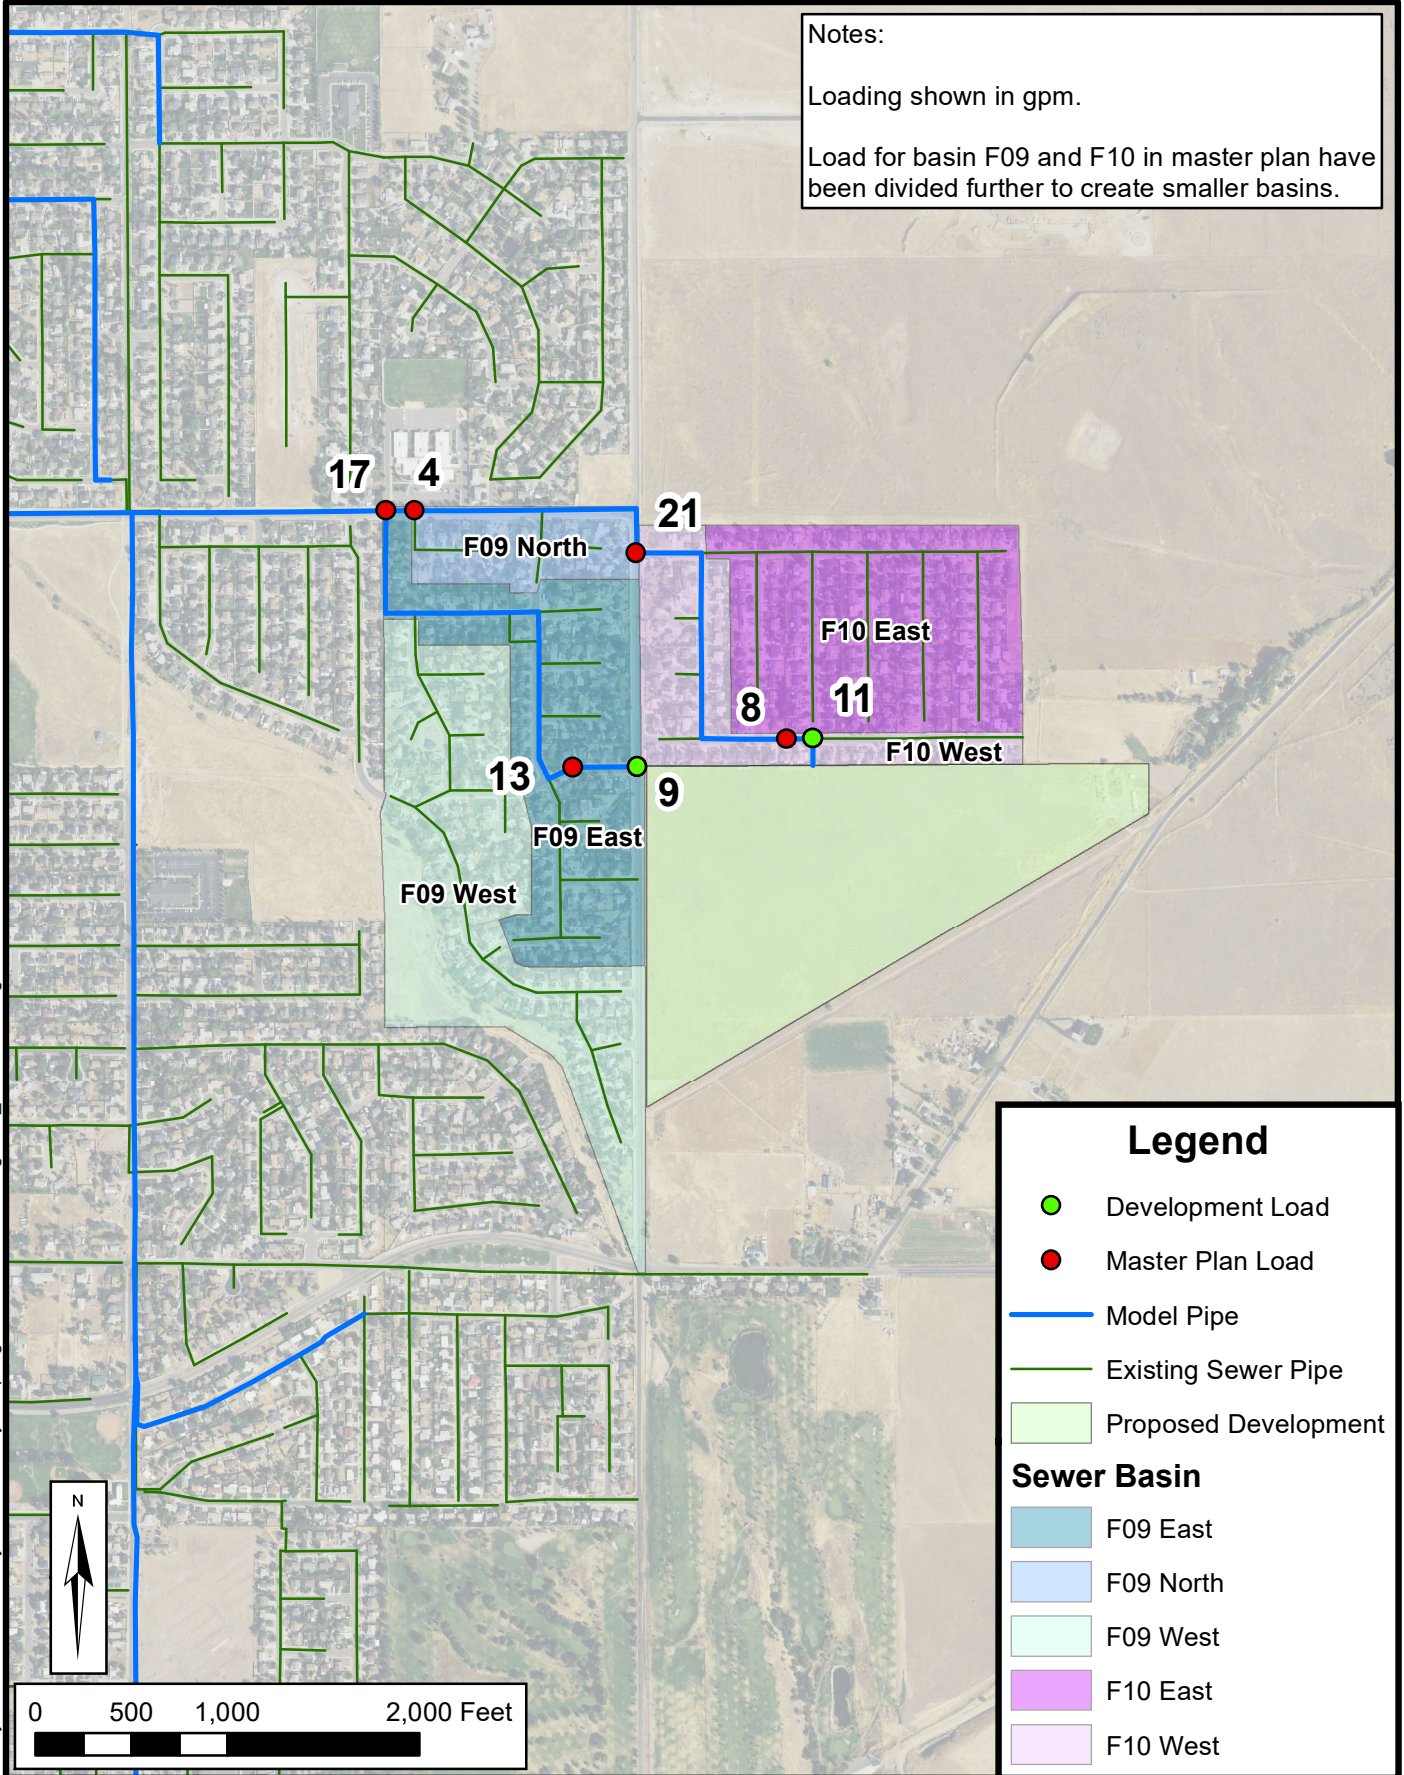 Notes:
Loading shown in gpm.
Load for basin F09 and F10 in master plan have
been divided further to create smaller basins.
17
4
21
F09 North
F10 East
8
11
F10 West
13
9
F09 East
F09 West
Legend
Development Load
Master Plan Load
Model Pipe
Existing Sewer Pipe
Proposed Development
Sewer Basin
F09 East
F09 North
F09 West
F10 East
F10 West
N
0 500 1,000 2,000 Feet